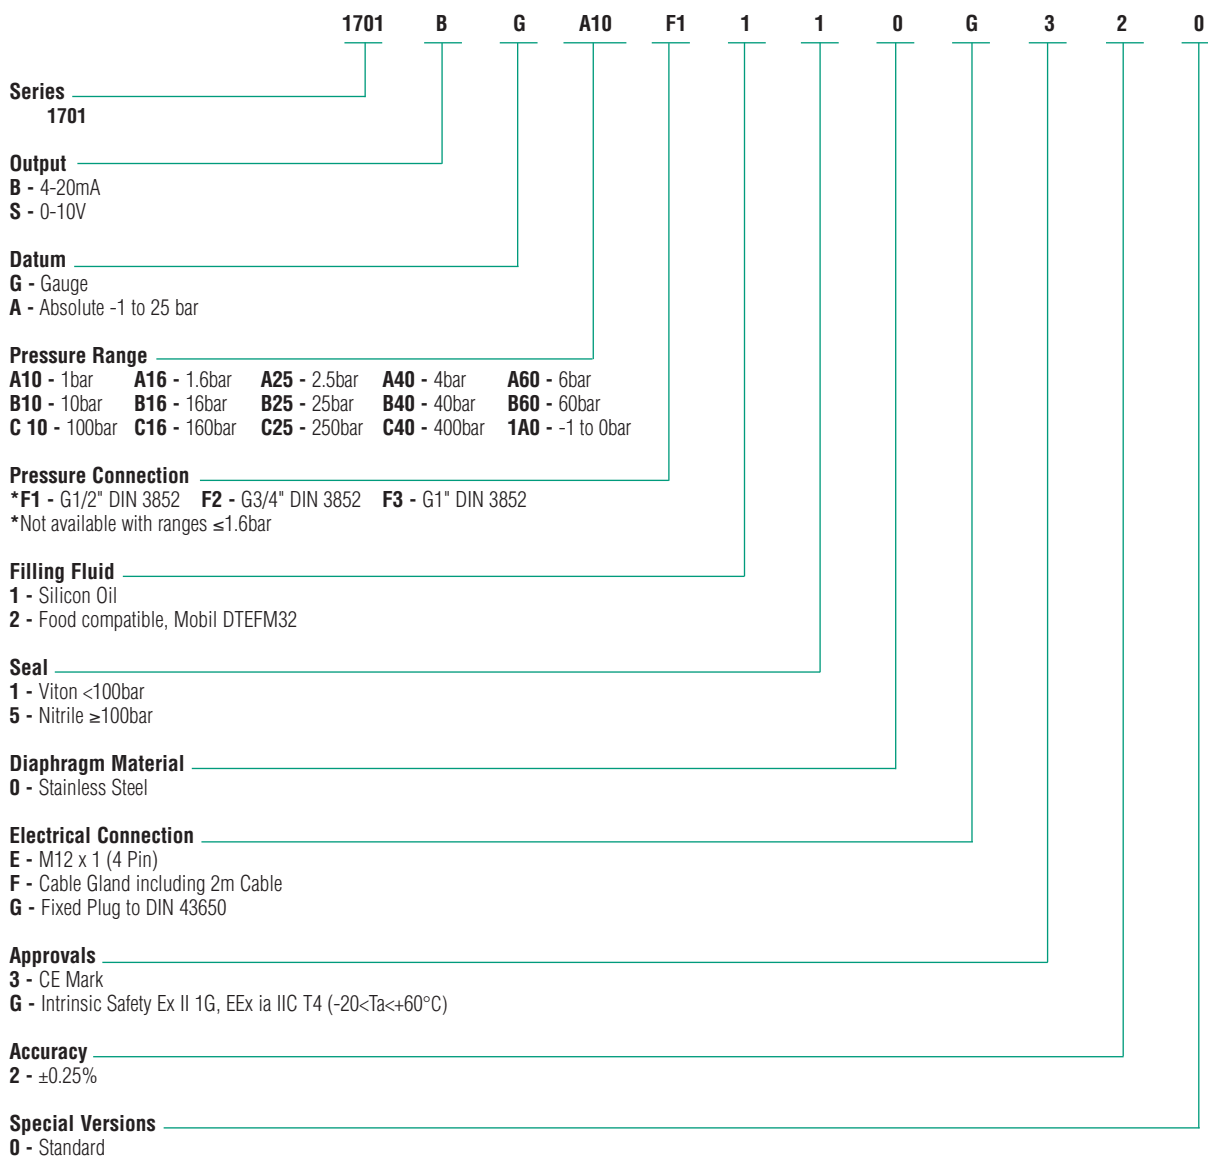 1701 B G A10 F1 1 1 0 G 3 2 0
Series
1701
Output
B - 4-20mA
S - 0-10V
Datum
G - Gauge
A - Absolute -1 to 25 bar
Pressure Range
A10 - 1bar A16 - 1.6bar A25 - 2.5bar A40 - 4bar A60 - 6bar
B10 - 10bar B16 - 16bar B25 - 25bar B40 - 40bar B60 - 60bar
C 10 - 100bar C16 - 160bar C25 - 250bar C40 - 400bar 1A0 - -1 to 0bar
Pressure Connection
*F1 - G1/2" DIN 3852 F2 - G3/4" DIN 3852 F3 - G1" DIN 3852
*Not available with ranges ≤1.6bar
Filling Fluid
1 - Silicon Oil
2 - Food compatible, Mobil DTEFM32
Seal
1 - Viton <100bar
5 - Nitrile ≥100bar
Diaphragm Material
0 - Stainless Steel
Electrical Connection
E - M12 x 1 (4 Pin)
F - Cable Gland including 2m Cable
G - Fixed Plug to DIN 43650
Approvals
3 - CE Mark
G - Intrinsic Safety Ex II 1G, EEx ia IIC T4 (-20<Ta<+60°C)
Accuracy
2 - ±0.25%
Special Versions
0 - Standard